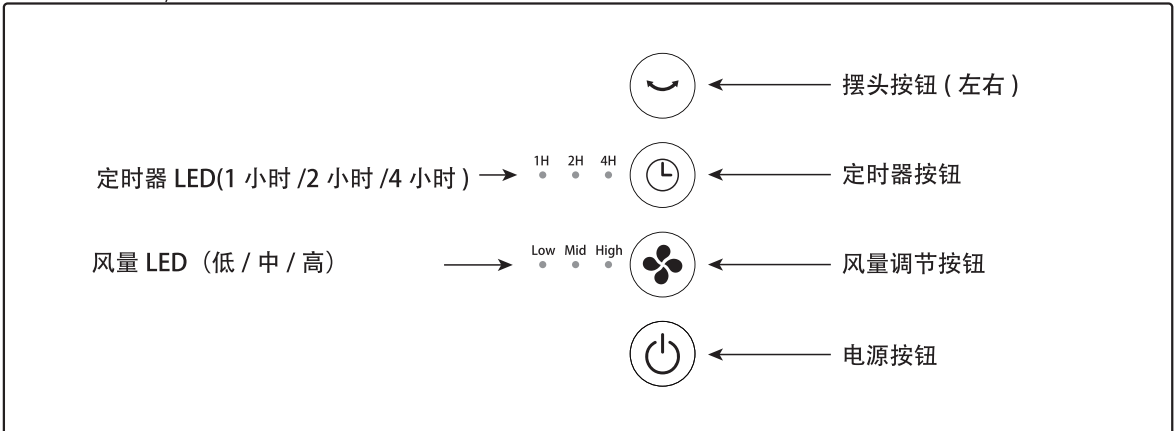 摆头按钮 ( 左右 )
定时器 LED(1 小时 /2 小时 /4 小时 )
1H 2H 4H
定时器按钮
风量 LED（低 / 中 / 高）
Low Mid High
风量调节按钮
电源按钮